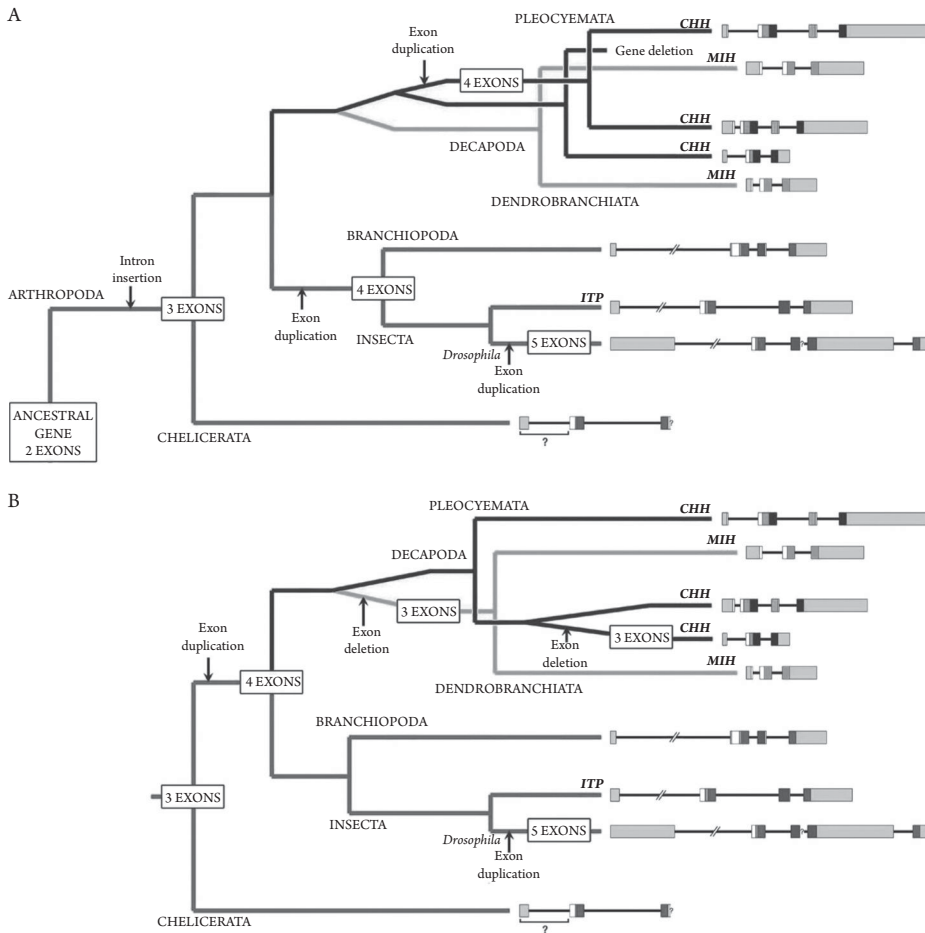 A
PLEOCYEMATA
CHH
Exon
duplication
Gene deletion
MIH
4 EXONS
CHH
DECAPODA
CHH
MIH
DENDROBRANCHIATA
BRANCHIOPODA
Intron
insertion
ARTHROPODA
3 EXONS
4 EXONS
ITP
Exon
duplication
INSECTA
Drosophila
5 EXONS
?
Exon
duplication
ANCESTRAL
GENE
2 EXONS
CHELICERATA
?
?
B
PLEOCYEMATA
CHH
DECAPODA
MIH
3 EXONS
CHH
Exon
duplication
Exon
deletion
Exon
deletion
3 EXONS
CHH
4 EXONS
MIH
DENDROBRANCHIATA
BRANCHIOPODA
3 EXONS
ITP
INSECTA
Drosophila
5 EXONS
?
Exon
duplication
CHELICERATA
?
?